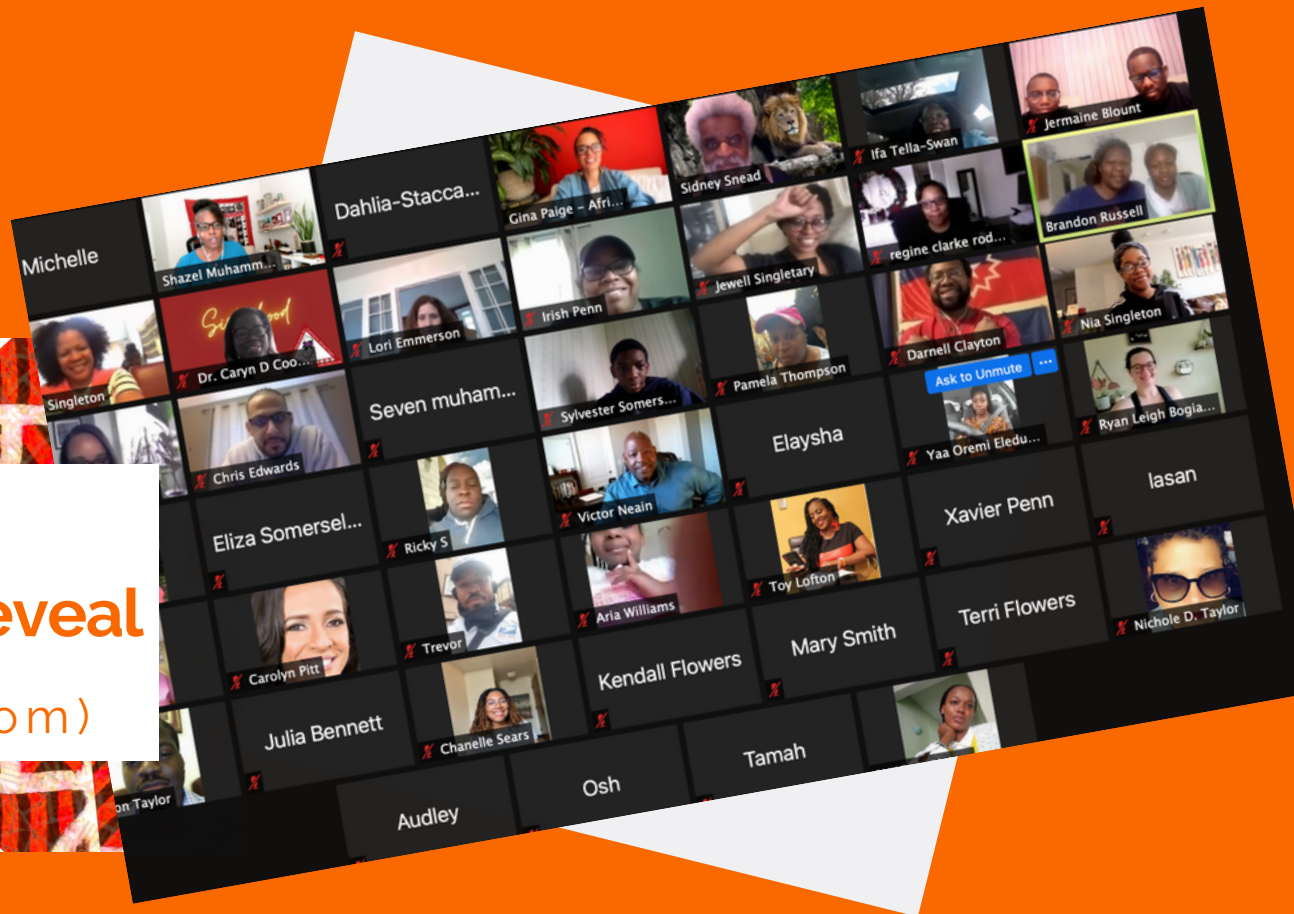 Michelle
Shazel Muhamm...
Dahlia-Stacca...
Gina Paige – Afri...
Sidney Snead
Ifa Tella-Swan
Jermaine Blount
Singleton
Dr. Caryn D Coo...
Lori Emmerson
Irish Penn
Jewell Singletary
regine clarke rod...
Brandon Russell
Chris Edwards
Seven muham...
Sylvester Somers...
Pamela Thompson
Darnell Clayton
Nia Singleton
Eliza Somersel...
Ricky S
Victor Neain
Elaysha
Ask to Unmute ...
Yaa Oremi Eledu...
Ryan Leigh Bogia...
eveal
om)
Carolyn Pitt
Trevor
Aria Williams
Toy Lofton
Xavier Penn
Iasan
on Taylor
Julia Bennett
Chanelle Sears
Kendall Flowers
Mary Smith
Terri Flowers
Nichole D. Taylor
Audley
Osh
Tamah